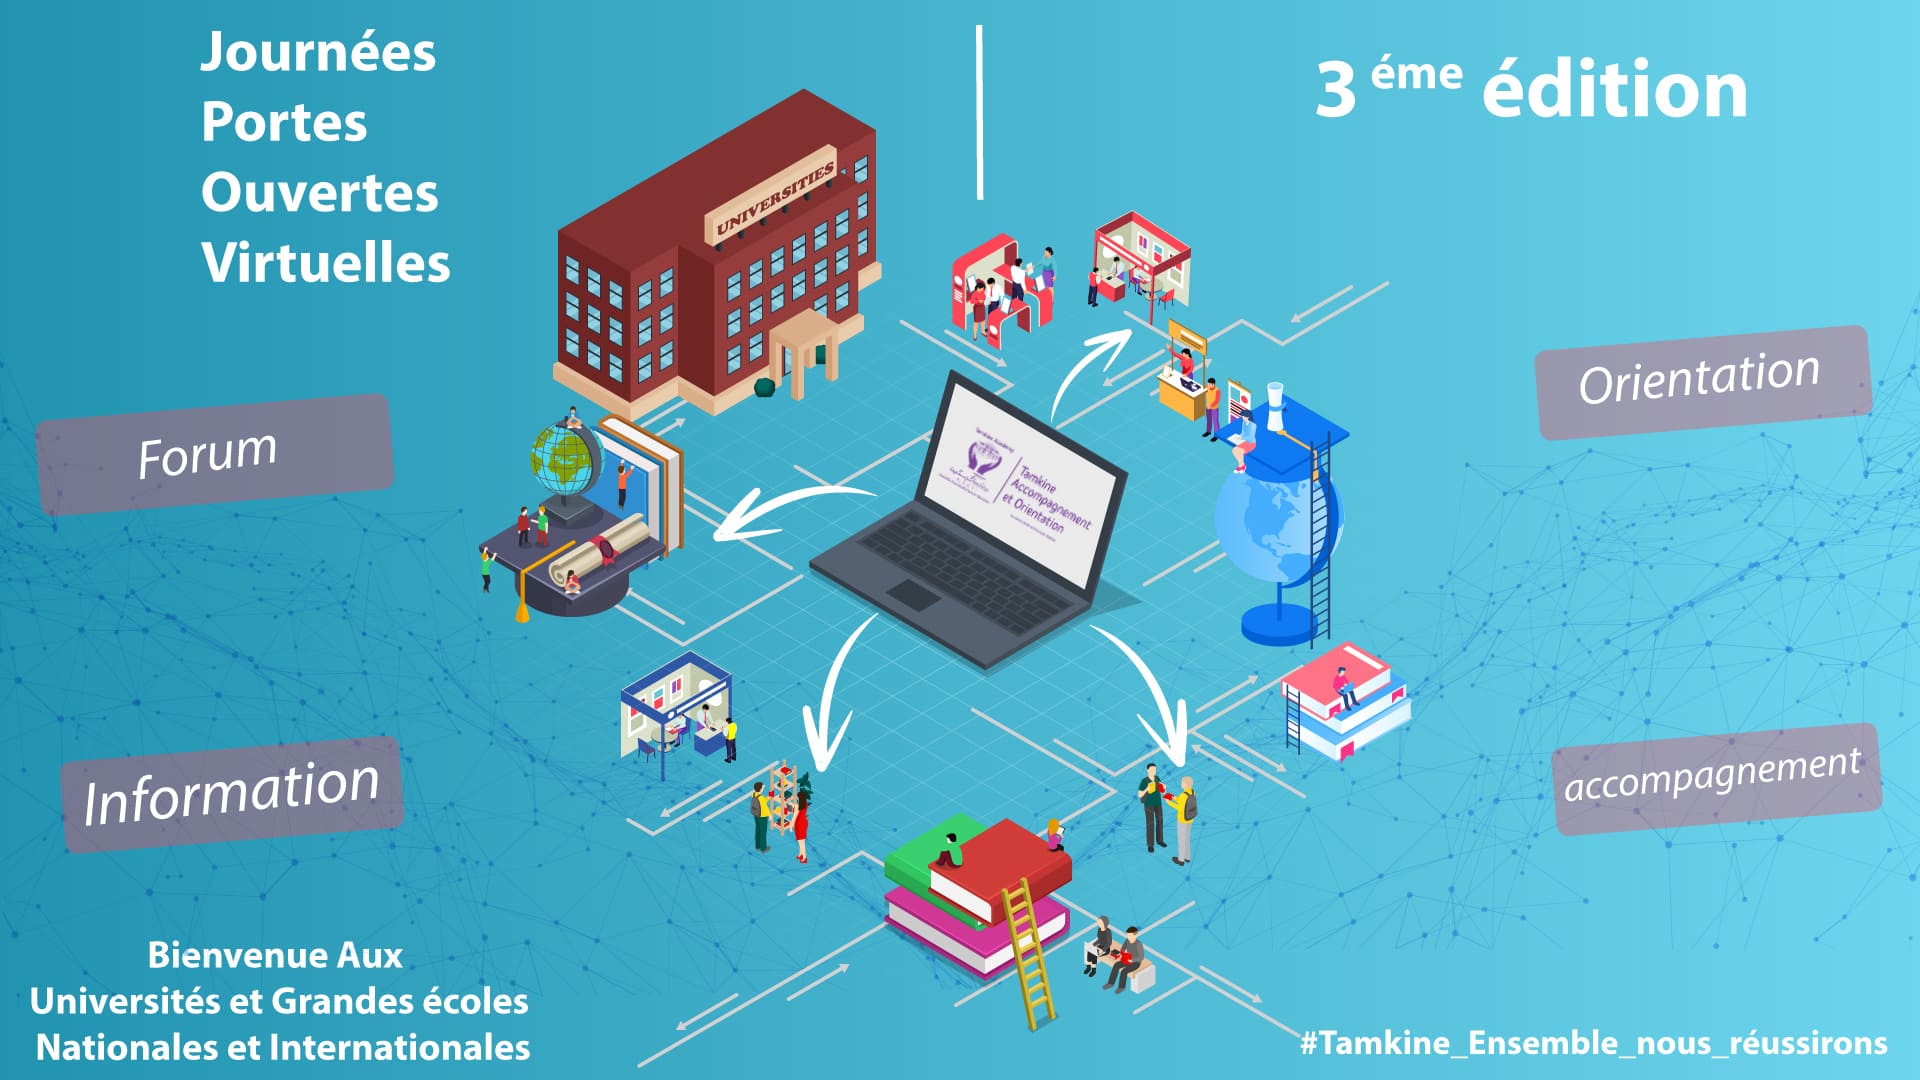 Journées
Portes
Ouvertes
Virtuelles
3 éme édition
UNIVERSITIES
Orientation
Forum
Tamkine
Accompagnement
et Orientation
Information
accompagnement
Bienvenue Aux
Universités et Grandes écoles
Nationales et Internationales
#Tamkine_Ensemble_nous_réussirons